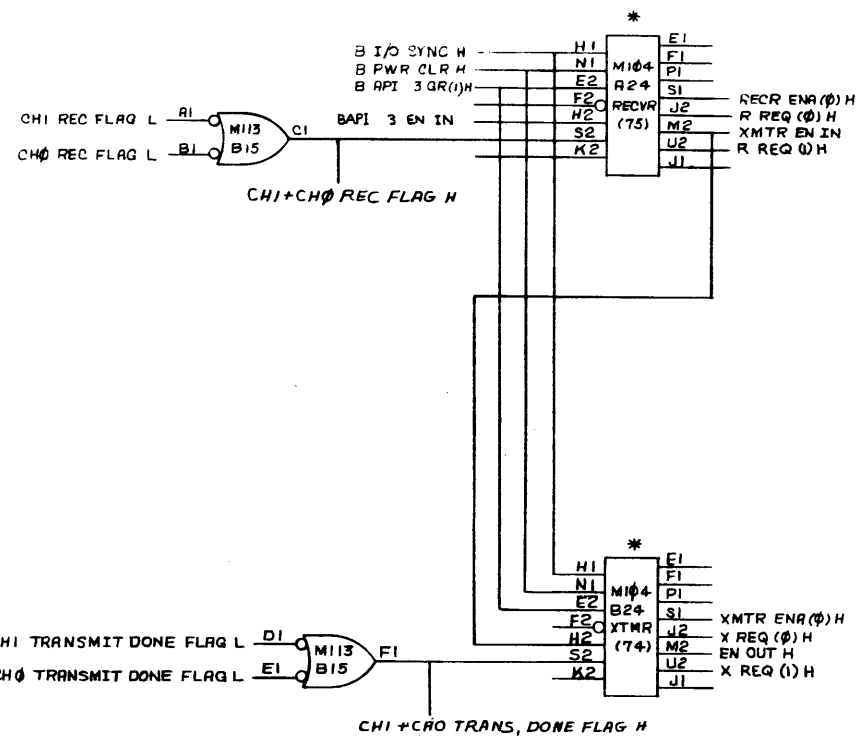 *
B I/O SYNC H H1 M104 E1
B PWR CLR H N1 A24 F1
B API 3 GR(1)H E2 RECVR P1
F2 (75) S1 RECR ENA(Ø) H
BAPI 3 EN IN H2 J2 R REQ (Ø) H
S2 M2 XMTR EN IN
K2 U2 R REQ (1) H
J1
CH1 REC FLAG L A1 M113 C1
CHØ REC FLAG L B1 B15
CH1+CHØ REC FLAG H
*
H1 M104 E1
N1 B24 F1
E2 XTMR P1
F2 (74) S1 XMTR ENA(Ø) H
H2 J2 X REQ (Ø) H
S2 M2 EN OUT H
K2 U2 X REQ (1) H
J1
H1 TRANSMIT DONE FLAG L D1 M113 F1
HØ TRANSMIT DONE FLAG L E1 B15
CH1 +CHO TRANS, DONE FLAG H